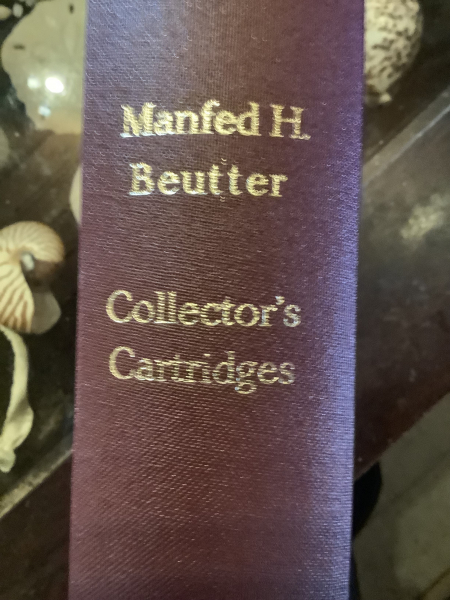 Manfed H.
Beutter
Collector's
Cartridges